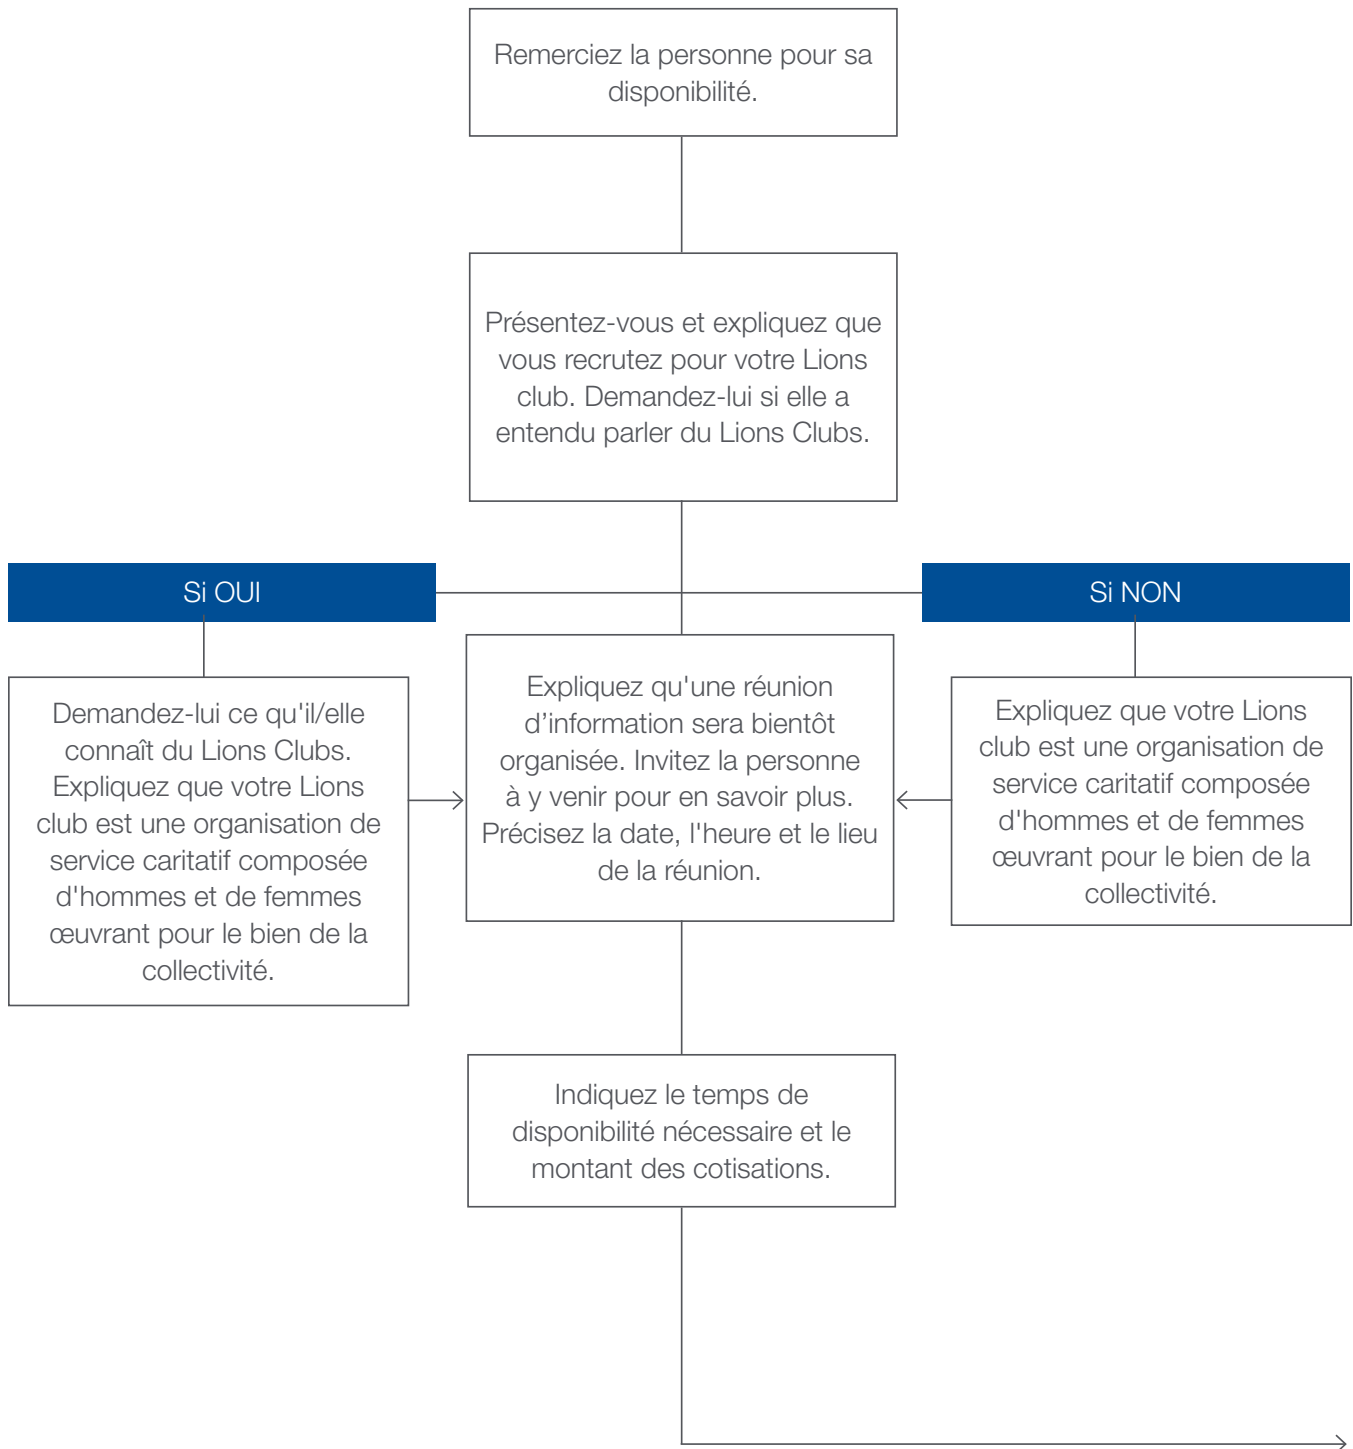 Remerciez la personne pour sa
disponibilité.
Présentez-vous et expliquez que
vous recrutez pour votre Lions
club. Demandez-lui si elle a
entendu parler du Lions Clubs.
Si OUI
Si NON
Demandez-lui ce qu'il/elle
connaît du Lions Clubs.
Expliquez que votre Lions
club est une organisation de
service caritatif composée
d'hommes et de femmes
œuvrant pour le bien de la
collectivité.
Expliquez qu'une réunion
d’information sera bientôt
organisée. Invitez la personne
à y venir pour en savoir plus.
Précisez la date, l'heure et le lieu
de la réunion.
Expliquez que votre Lions
club est une organisation de
service caritatif composée
d'hommes et de femmes
œuvrant pour le bien de la
collectivité.
Indiquez le temps de
disponibilité nécessaire et le
montant des cotisations.